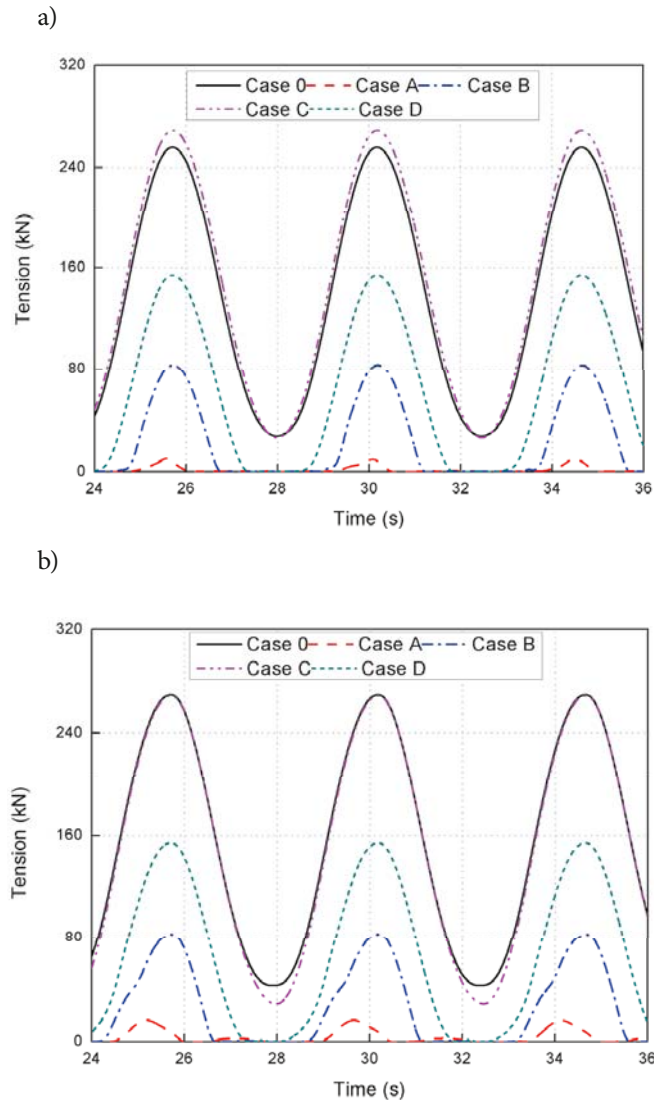 a)
320
240
160
80
0
Tension (kN)
Case 0 Case A Case B
Case C Case D
24 26 28 30 32 34 36
Time (s)
b)
320
240
160
80
0
Tension (kN)
Case 0 Case A Case B
Case C Case D
24 26 28 30 32 34 36
Time (s)